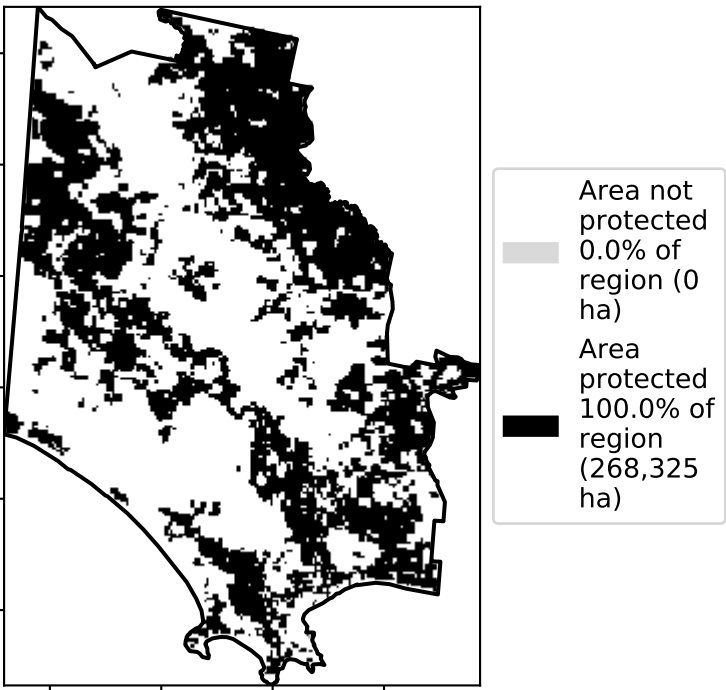 Area not
protected
0.0% of
region (0
ha)
Area
protected
100.0% of
region
(268,325
ha)